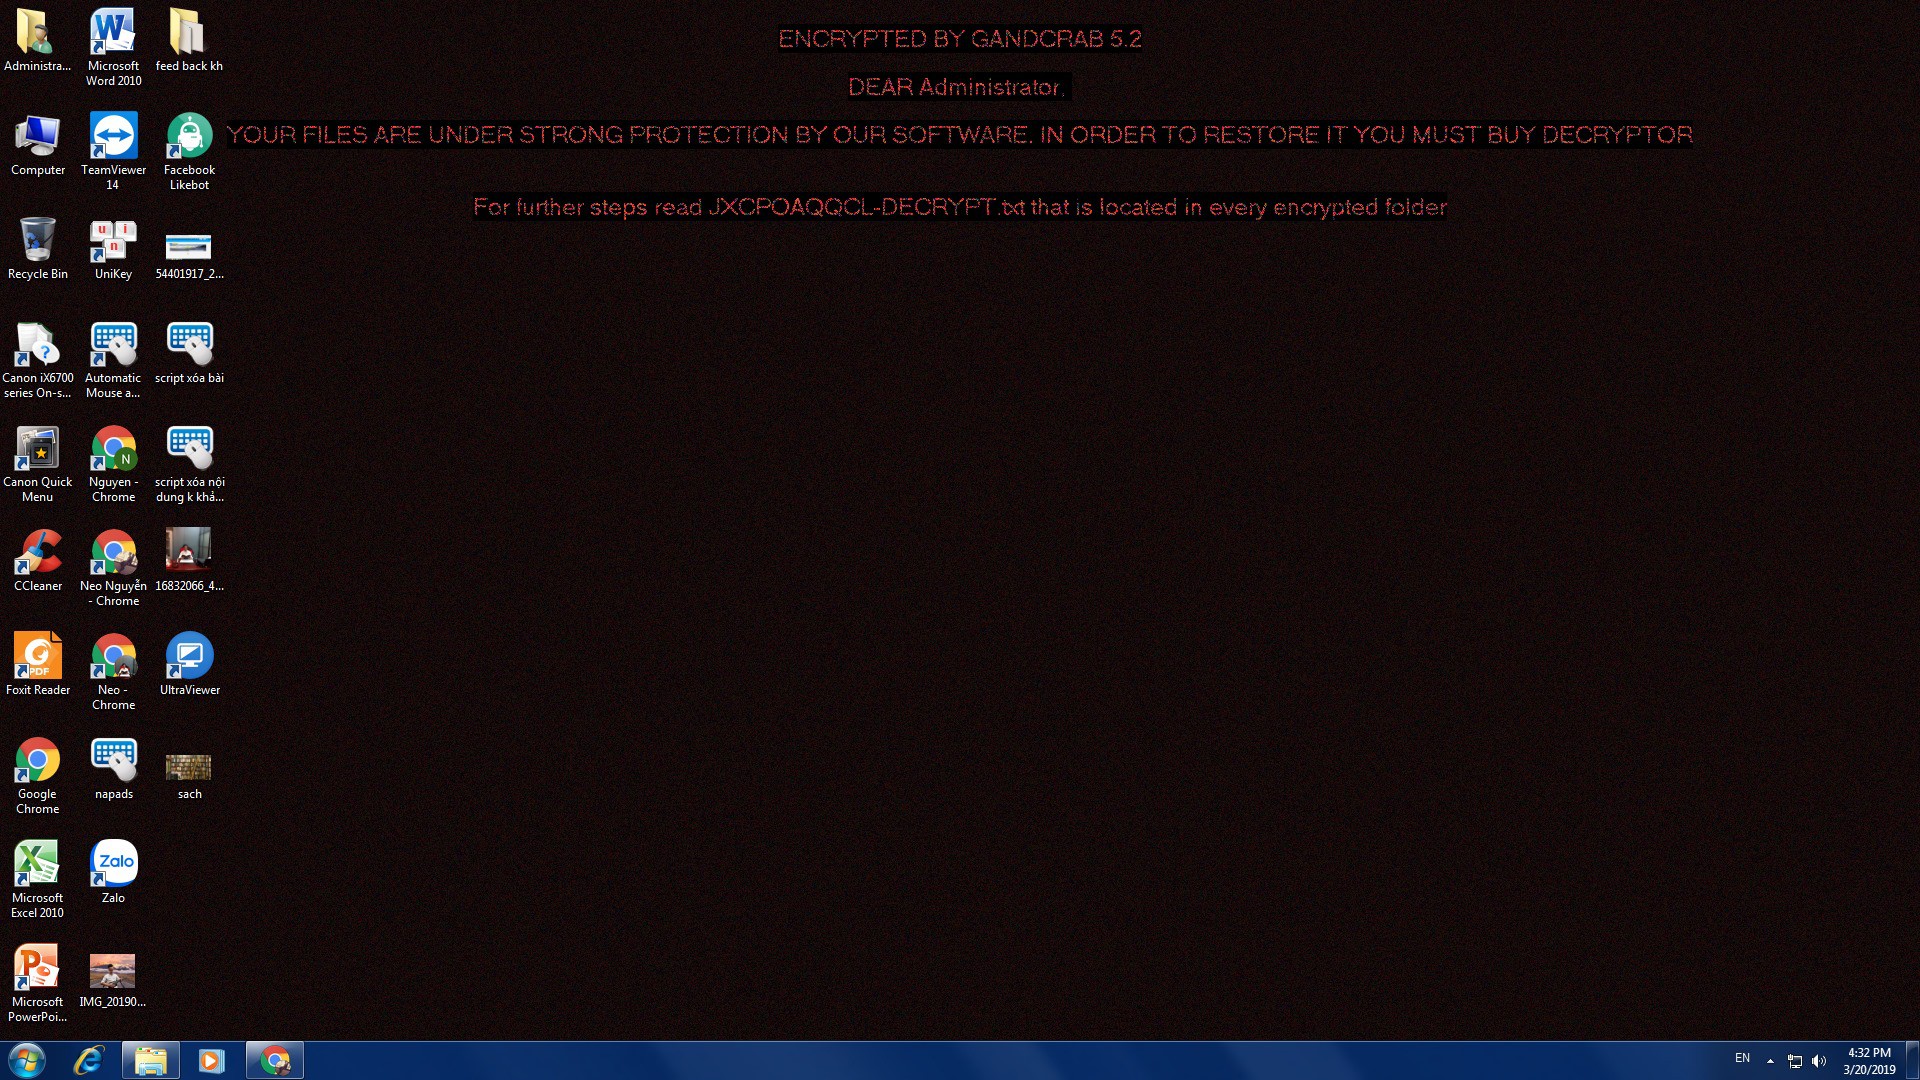 ENCRYPTED BY GANDCRAB 5.2
DEAR Administrator,
YOUR FILES ARE UNDER STRONG PROTECTION BY OUR SOFTWARE. IN ORDER TO RESTORE IT YOU MUST BUY DECRYPTOR
For further steps read JXCPOAQQCL-DECRYPT.txt that is located in every encrypted folder
Administra...
Computer
Recycle Bin
Canon iX6700
series On-s...
Canon Quick
Menu
CCleaner
PDF
Foxit Reader
Google
Chrome
Microsoft
Excel 2010
Microsoft
PowerPoi...
Microsoft
Word 2010
TeamViewer
14
u i
n
UniKey
Automatic
Mouse a...
N
Nguyen -
Chrome
Neo Nguyễn
- Chrome
Neo -
Chrome
napads
Zalo
Zalo
IMG_20190...
feed back kh
Facebook
Likebot
54401917_2...
script xóa bài
script xóa nội
dung k khả...
16832066_4...
UltraViewer
sach
EN
4:32 PM
3/20/2019